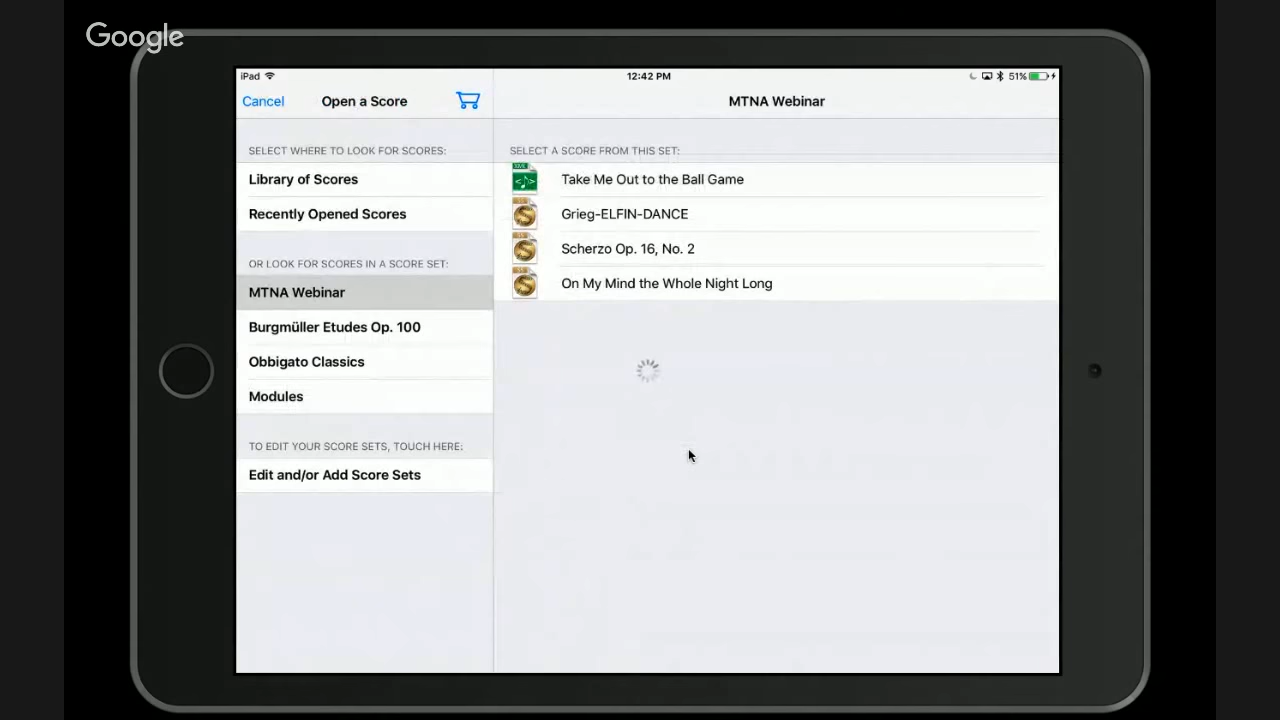 Google
iPad 12:42 PM 51%
Cancel Open a Score MTNA Webinar
SELECT WHERE TO LOOK FOR SCORES:
Library of Scores
Recently Opened Scores
OR LOOK FOR SCORES IN A SCORE SET:
MTNA Webinar
Burgmüller Etudes Op. 100
Obbigato Classics
Modules
TO EDIT YOUR SCORE SETS, TOUCH HERE:
Edit and/or Add Score Sets
SELECT A SCORE FROM THIS SET:
Take Me Out to the Ball Game
Grieg-ELFIN-DANCE
Scherzo Op. 16, No. 2
On My Mind the Whole Night Long